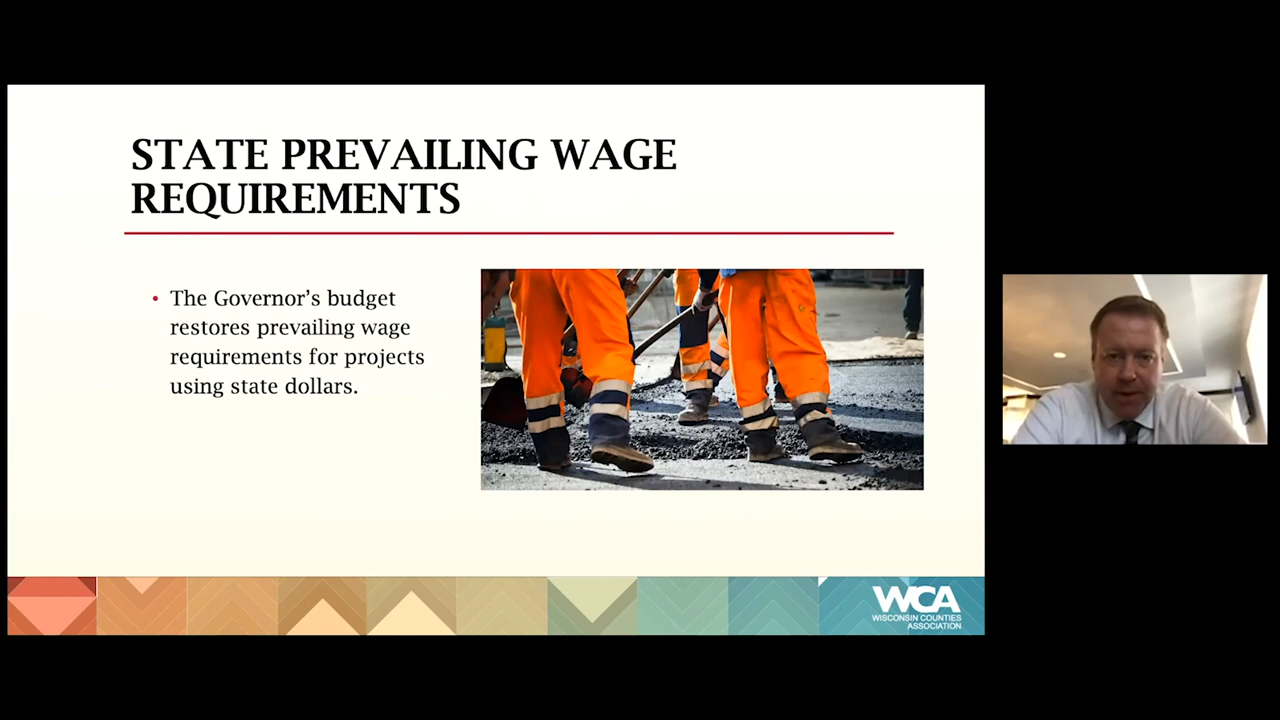 STATE PREVAILING WAGE
REQUIREMENTS
• The Governor’s budget
restores prevailing wage
requirements for projects
using state dollars.
WCA
WISCONSIN COUNTIES
ASSOCIATION